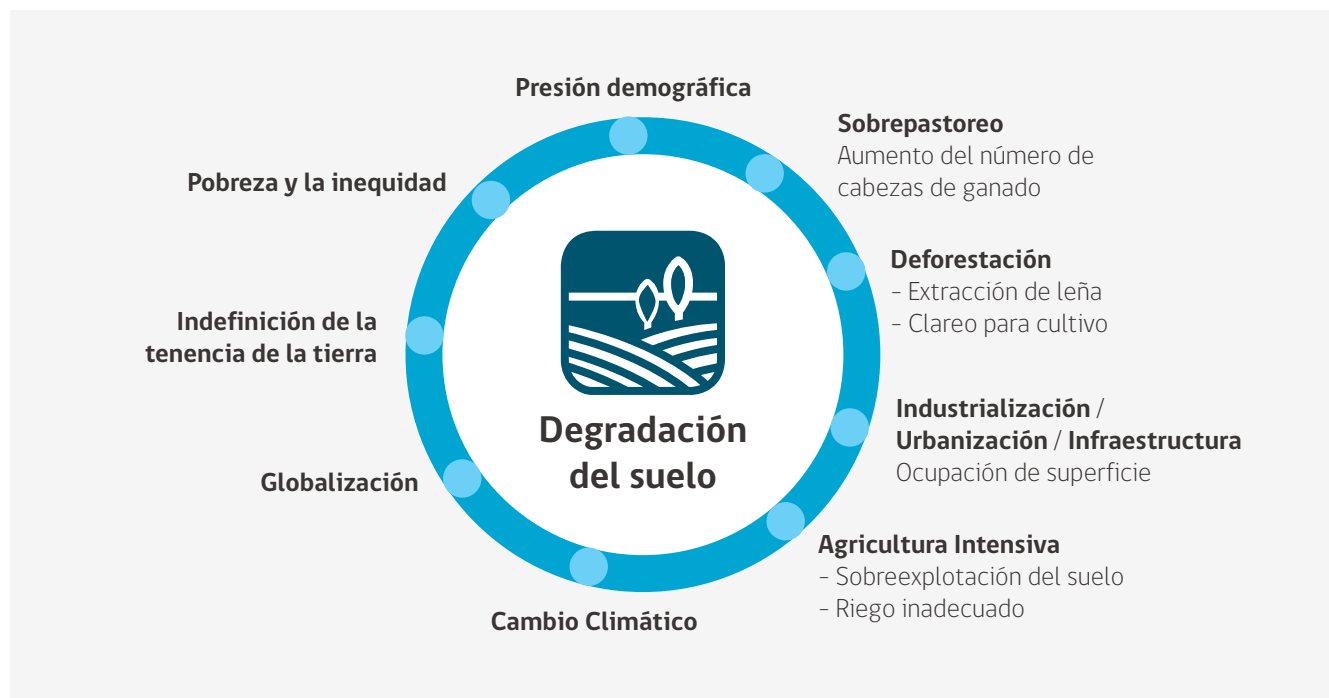 Presión demográfica
Sobrepastoreo
Aumento del número de
cabezas de ganado
Deforestación
- Extracción de leña
- Clareo para cultivo
Industrialización /
Urbanización / Infraestructura
Ocupación de superficie
Agricultura Intensiva
- Sobreexplotación del suelo
- Riego inadecuado
Cambio Climático
Globalización
Indefinición de la
tenencia de la tierra
Pobreza y la inequidad
Degradación
del suelo